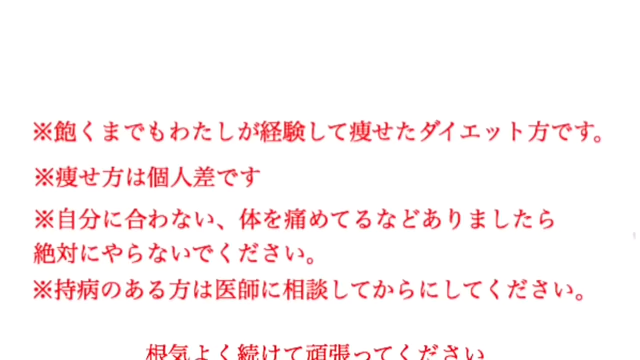 ※飽くまでもわたしが経験して痩せたダイエット方です。
※痩せ方は個人差です
※自分に合わない、体を痛めてるなどありましたら
絶対にやらないでください。
※持病のある方は医師に相談してからにしてください。
根気よく続けて頑張ってください